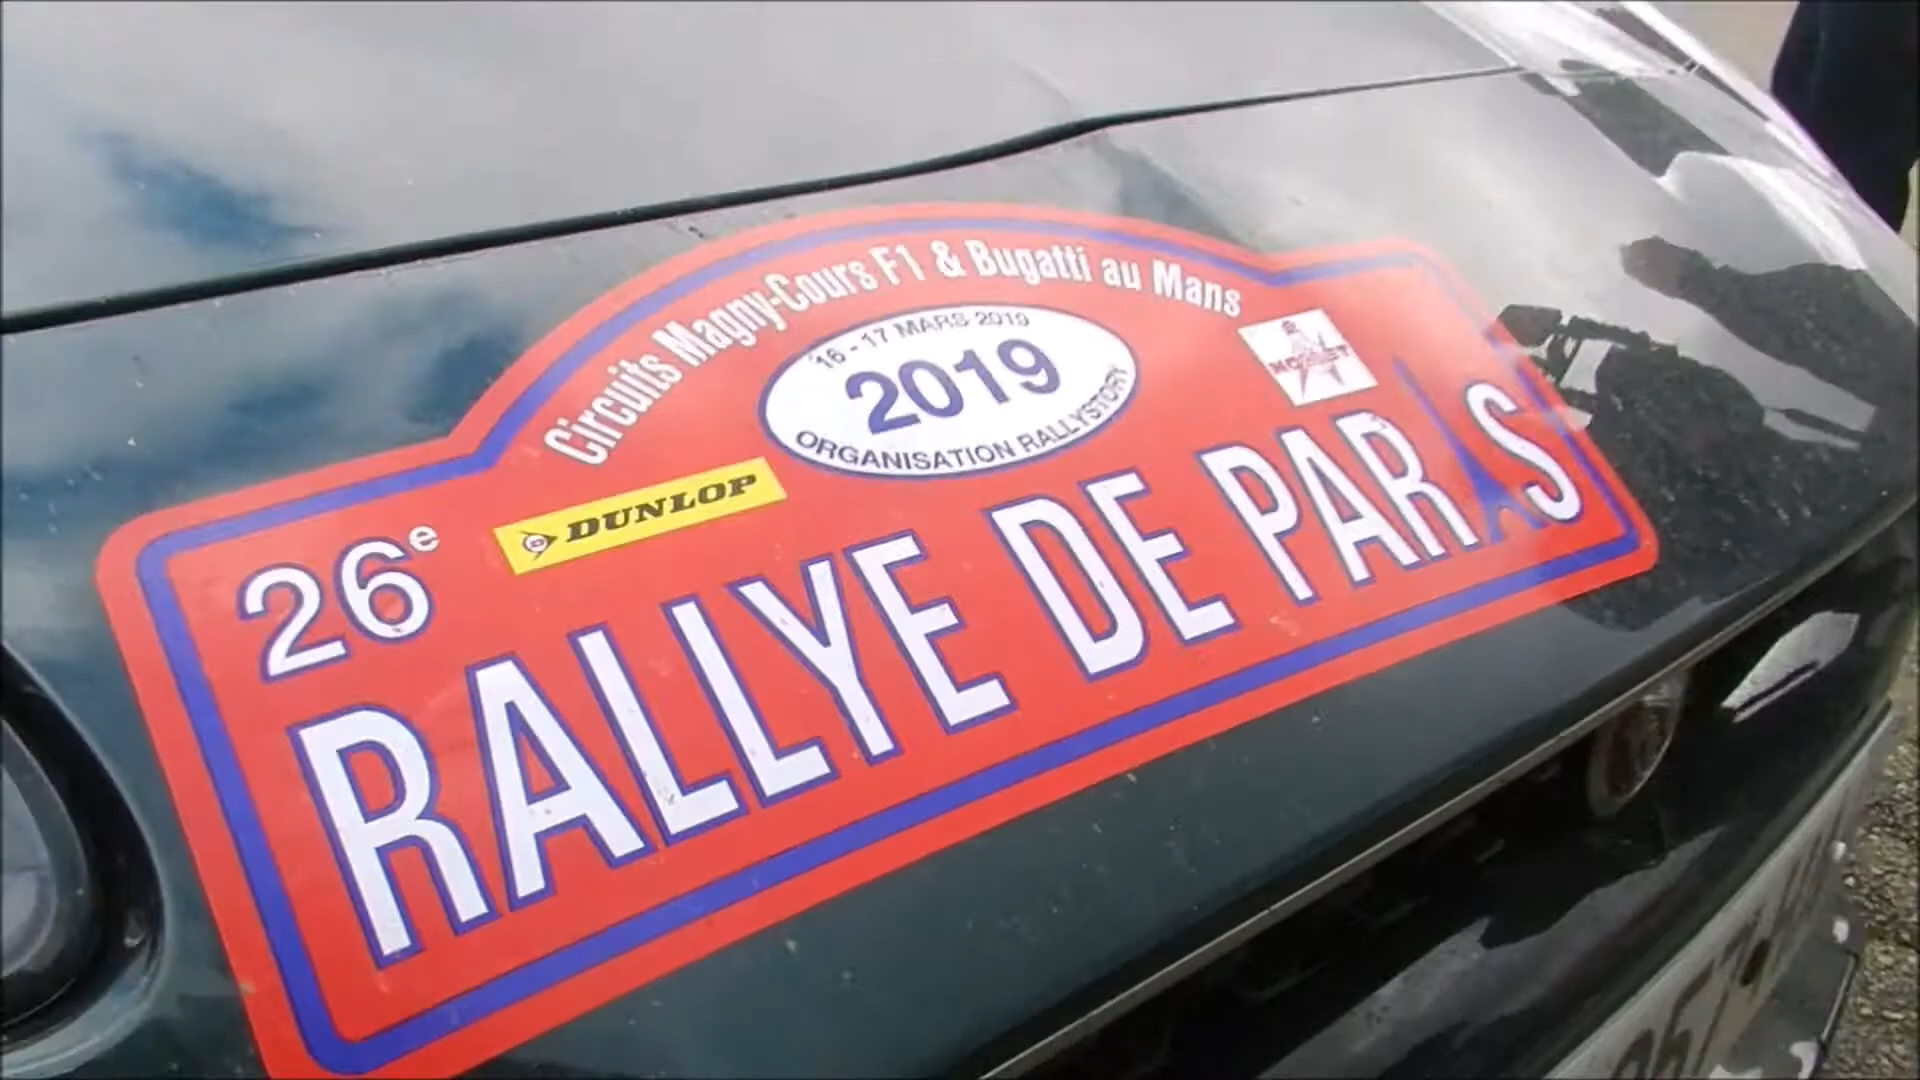 Circuits Magny-Cours F1 & Bugatti au Mans
16 - 17 MARS 2019
2019
ORGANISATION RALLYSTORY
26e
DUNLOP
RALLYE DE PARIS